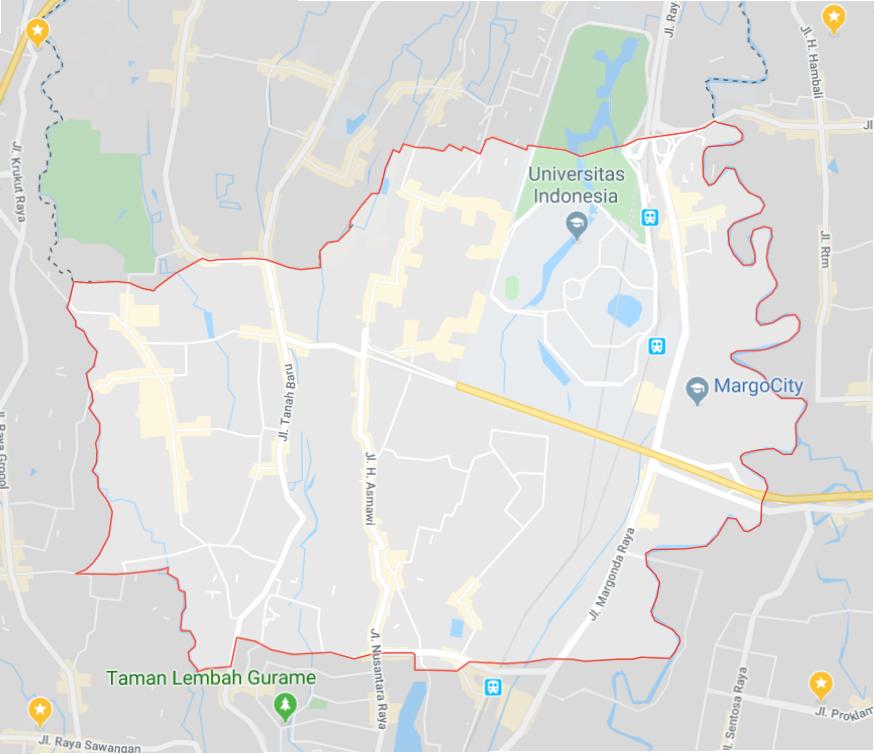 Jl. Ray
Jl. H. Hambali
Jl
Jl. Krukut Raya
Universitas
Indonesia
Jl. Rtm
Jl. Tanah Baru
MargoCity
Jl. Raya Grogol
Jl. H. Asmawi
Jl. Margonda Raya
Jl. Nusantara Raya
Taman Lembah Gurame
Jl. Sentosa Raya
Jl. Proklam
Jl. Raya Sawangan